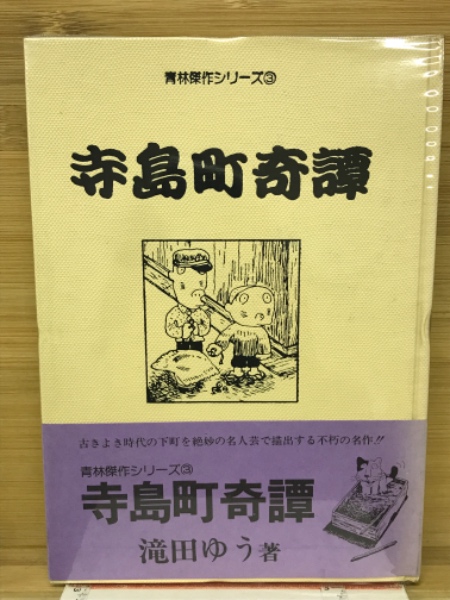 青林傑作シリーズ③
寺島町奇譚
古きよき時代の下町を絶妙の名人芸で描出する不朽の名作!!
青林傑作シリーズ③
寺島町奇譚
滝田ゆう著